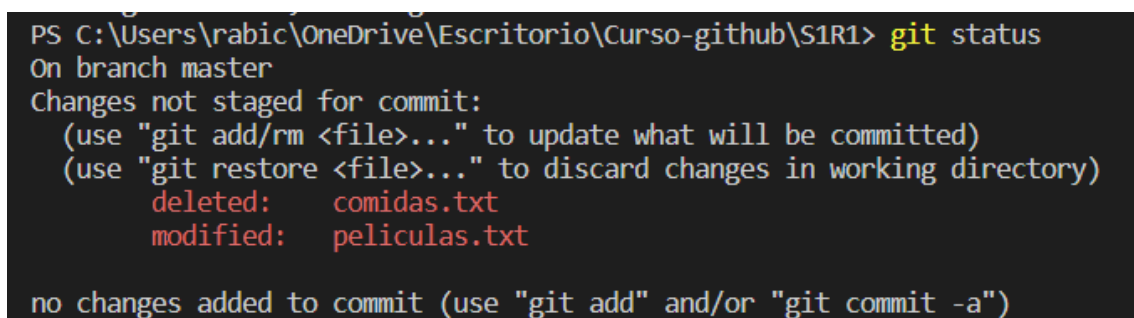 PS C:\Users\rabic\OneDrive\Escritorio\Curso-github\S1R1> git status
On branch master
Changes not staged for commit:
  (use "git add/rm <file>..." to update what will be committed)
  (use "git restore <file>..." to discard changes in working directory)
        deleted:    comidas.txt
        modified:   peliculas.txt

no changes added to commit (use "git add" and/or "git commit -a")